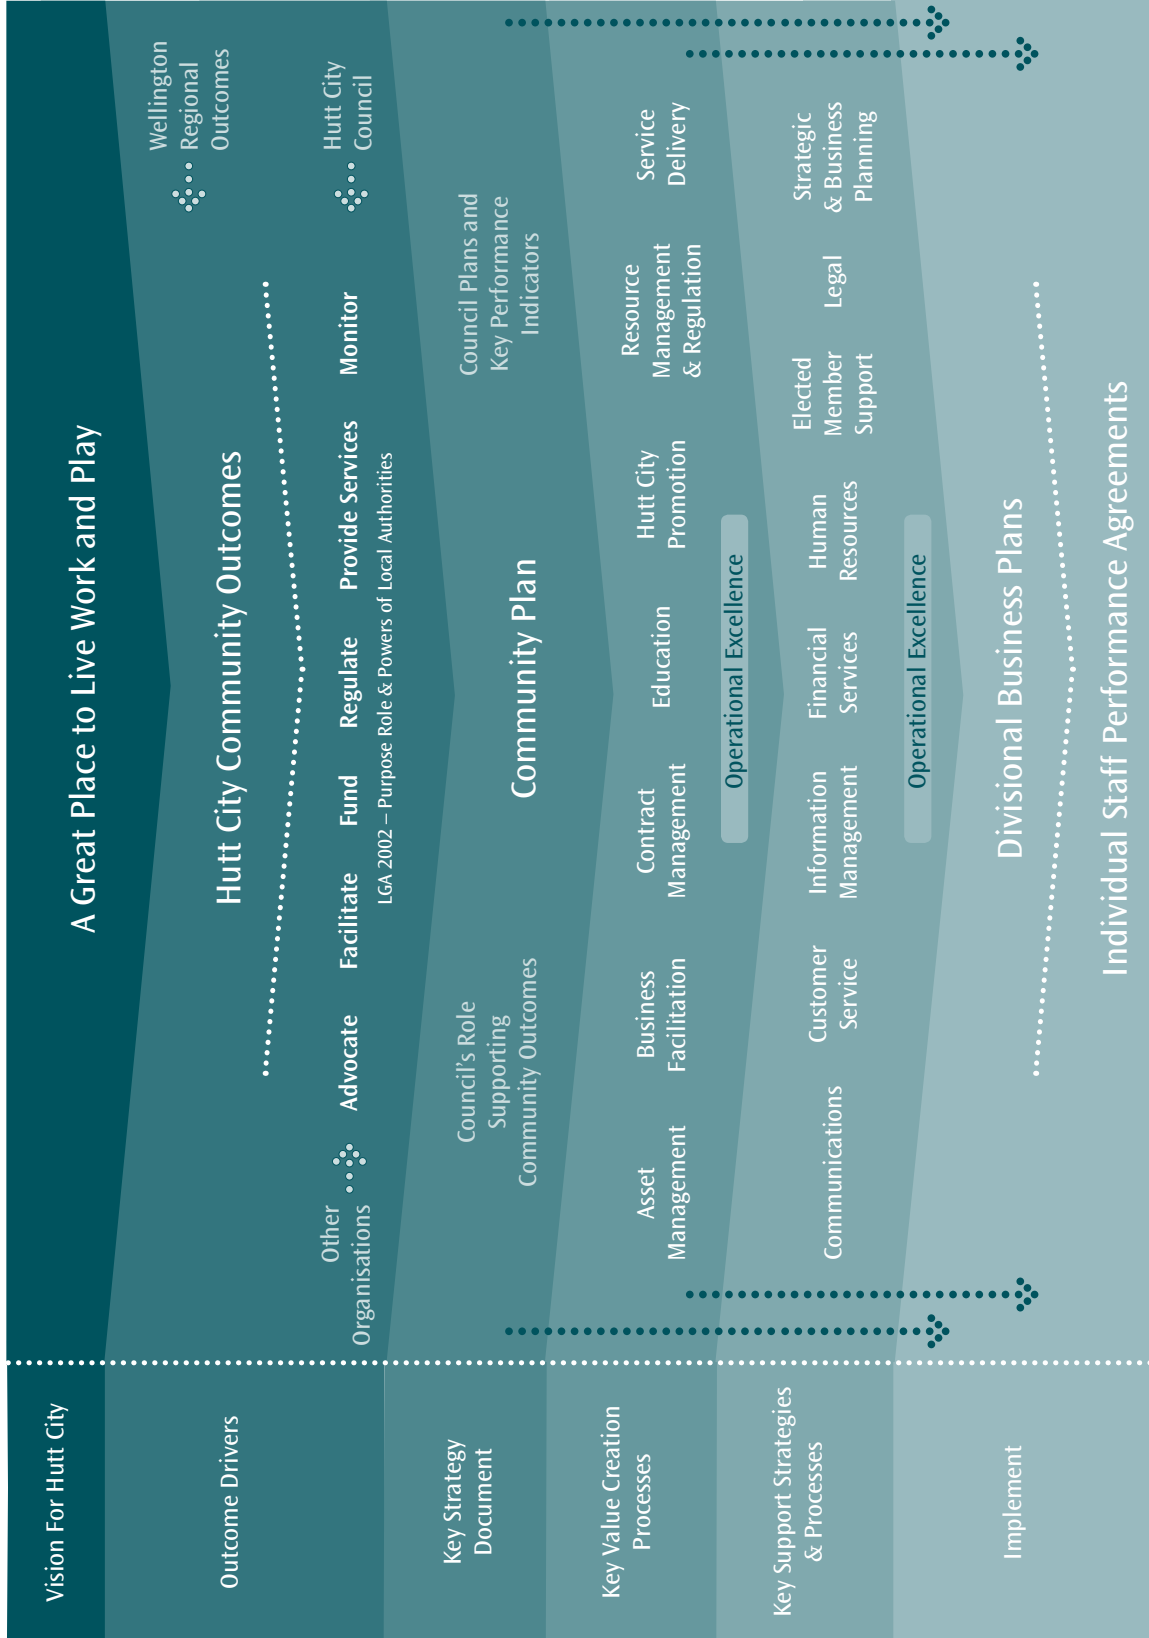 Vision For Hutt City
A Great Place to Live Work and Play
Outcome Drivers
Wellington
Regional
Outcomes
Hutt City Community Outcomes
Other
Organisations
Advocate
Facilitate
Fund
Regulate
Provide Services
Monitor
Hutt City
Council
LGA 2002 – Purpose Role & Powers of Local Authorities
Key Strategy
Document
Council's Role
Supporting
Community Outcomes
Community Plan
Council Plans and
Key Performance
Indicators
Key Value Creation
Processes
Asset
Management
Business
Facilitation
Contract
Management
Education
Hutt City
Promotion
Resource
Management
& Regulation
Service
Delivery
Operational Excellence
Key Support Strategies
& Processes
Communications
Customer
Service
Information
Management
Financial
Services
Human
Resources
Elected
Member
Support
Legal
Strategic
& Business
Planning
Operational Excellence
Implement
Divisional Business Plans
Individual Staff Performance Agreements